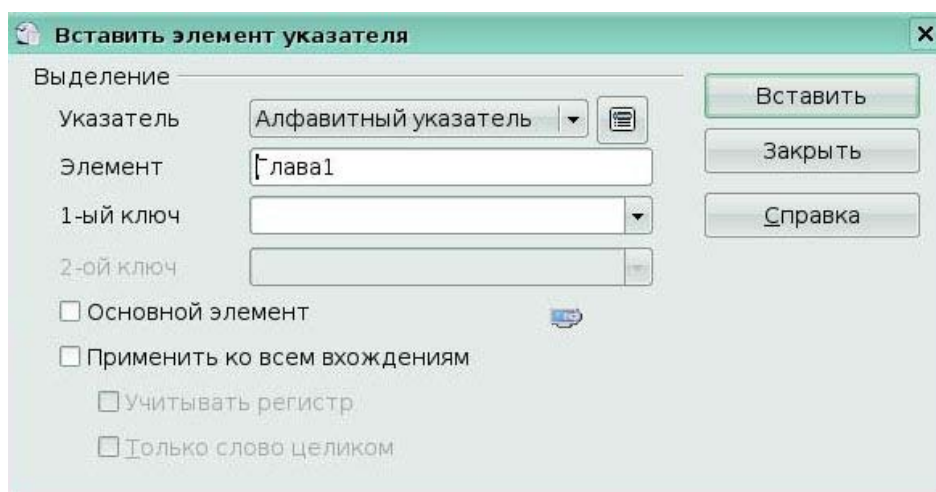 Вставить элемент указателя
Выделение
Указатель Алфавитный указатель
Элемент Глава1
1-ый ключ
2-ой ключ
Основной элемент
Применить ко всем вхождениям
Учитывать регистр
Только слово целиком
Вставить
Закрыть
Справка